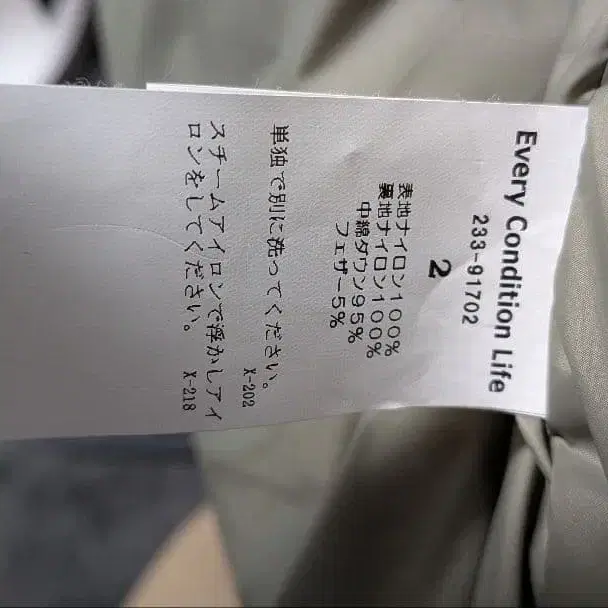 Every Condition Life
233-91702
2
表地ナイロン100%
裏地ナイロン100%
中綿ダウン95%
フェザー5%
単独で別に洗ってください。
X-202
スチームアイロンで浮かしアイ
ロンをしてください。
X-218